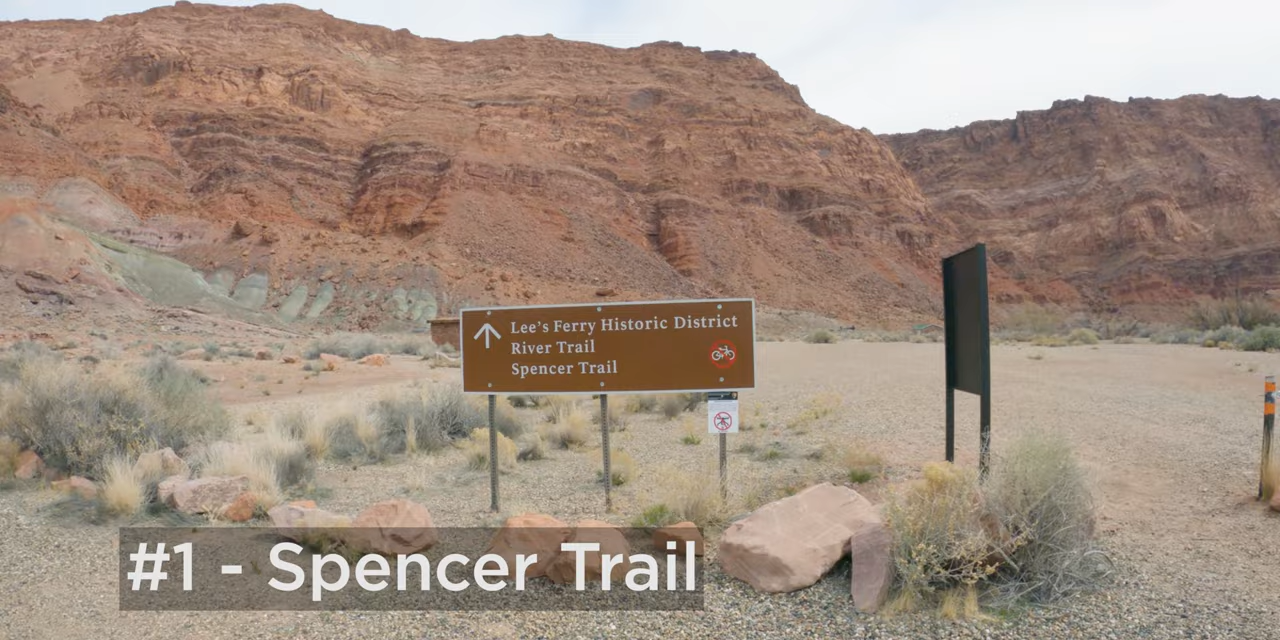 Lee's Ferry Historic District
River Trail
Spencer Trail
#1 - Spencer Trail